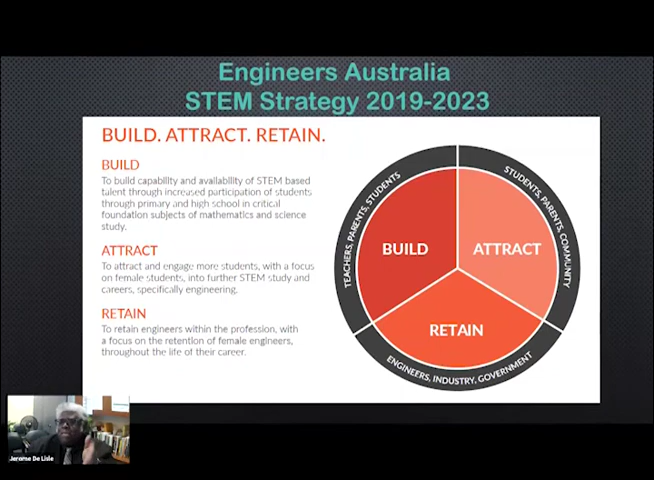 Engineers Australia
STEM Strategy 2019-2023
BUILD. ATTRACT. RETAIN.
BUILD
To build capability and availability of STEM based
talent through increased participation of students
through primary and high school in critical
foundation subjects of mathematics and science
study.
ATTRACT
To attract and engage more students, with a focus
on female students, into further STEM study and
careers, specifically engineering.
RETAIN
To retain engineers within the profession, with
a focus on the retention of female engineers,
throughout the life of their career.
TEACHERS, PARENTS, STUDENTS
STUDENTS, PARENTS, COMMUNITY
BUILD
ATTRACT
RETAIN
ENGINEERS, INDUSTRY, GOVERNMENT
Jerome De Lisle